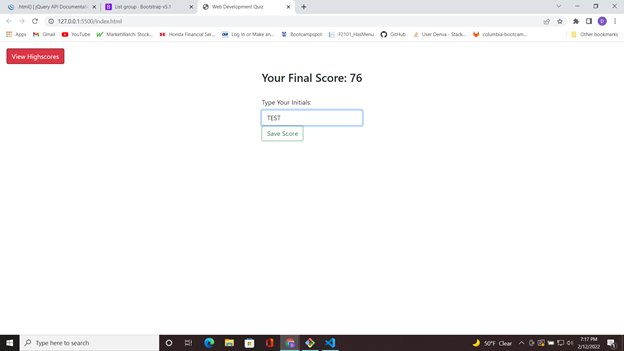 .html() | jQuery API Documentati
List group · Bootstrap v5.1
Web Development Quiz
127.0.0.1:5500/index.html
Apps
Gmail
YouTube
MarketWatch: Stock...
Honda Financial Ser...
Log In or Make an...
Bootcampspot
F2101_HasMenu
GitHub
User Deniva - Stack...
columbia-bootcam...
Other bookmarks
View Highscores
Your Final Score: 76
Type Your Initials:
TEST
Save Score
Type here to search
50°F Clear
7:17 PM
2/12/2022